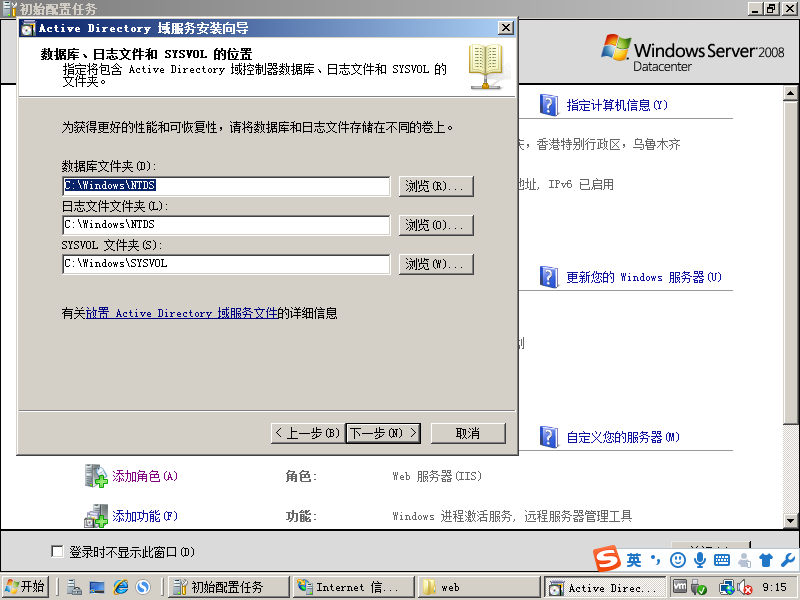 初始配置任务
Active Directory 域服务安装向导
数据库、日志文件和 SYSVOL 的位置
指定将包含 Active Directory 域控制器数据库、日志文件和 SYSVOL 的
文件夹。
Windows Server 2008
Datacenter
为获得更好的性能和可恢复性，请将数据库和日志文件存储在不同的卷上。
数据库文件夹(D):
C:\Windows\NTDS
浏览(R)...
日志文件文件夹(L):
C:\Windows\NTDS
浏览(O)...
SYSVOL 文件夹(S):
C:\Windows\SYSVOL
浏览(W)...
有关放置 Active Directory 域服务文件的详细信息
< 上一步(B)
下一步(N) >
取消
指定计算机信息(Y)
，香港特别行政区，乌鲁木齐
地址, IPv6 已启用
更新您的 Windows 服务器(U)
自定义您的服务器(M)
添加角色(A)
角色:
Web 服务器(IIS)
添加功能(F)
功能:
Windows 进程激活服务, 远程服务器管理工具
登录时不显示此窗口(D)
英
开始
初始配置任务
Internet 信...
web
Active Direc...
9:15